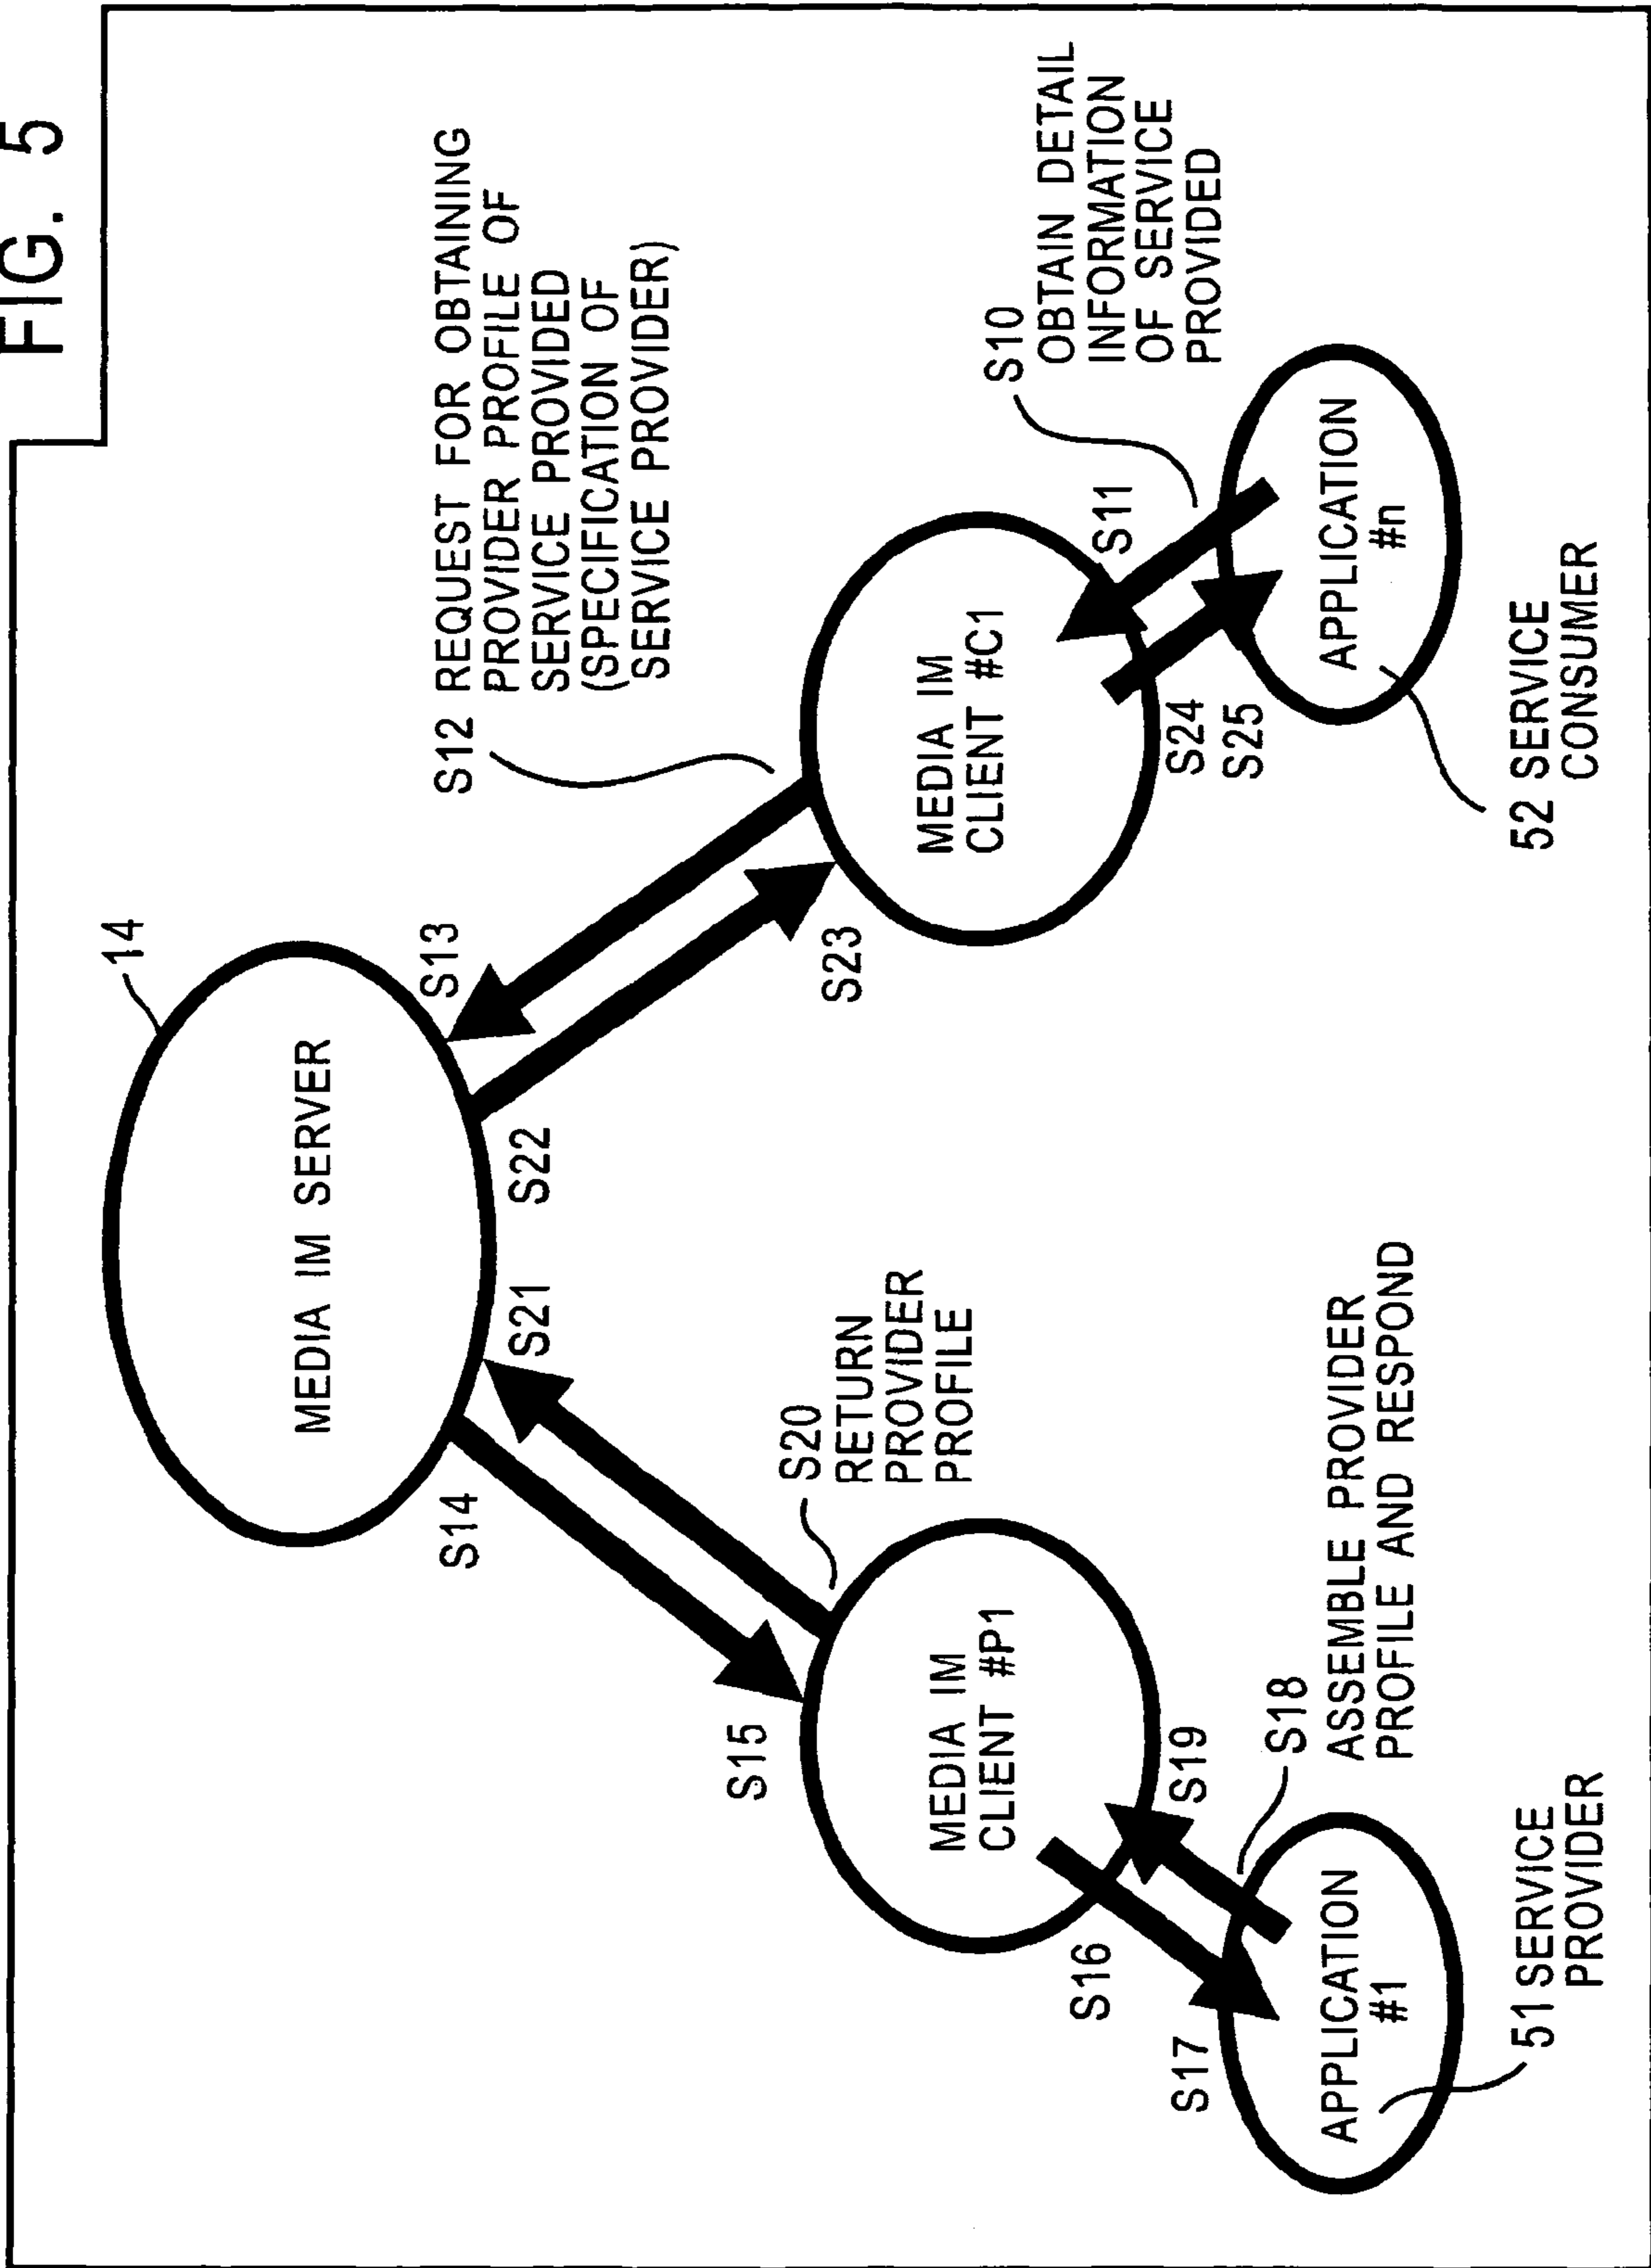 FIG. 5
14
MEDIA IM SERVER
S13
S14
S21
S22
S12 REQUEST FOR OBTAINING
PROVIDER PROFILE OF
SERVICE PROVIDED
(SPECIFICATION OF
SERVICE PROVIDER)
S15
S20
RETURN
PROVIDER
PROFILE
S23
MEDIA IM
CLIENT #P1
MEDIA IM
CLIENT #C1
S10
OBTAIN DETAIL
INFORMATION
OF SERVICE
PROVIDED
S11
S16
S17
S19
S18
ASSEMBLE PROVIDER
PROFILE AND RESPOND
S24
S25
APPLICATION
#1
APPLICATION
#n
51 SERVICE
PROVIDER
52 SERVICE
CONSUMER